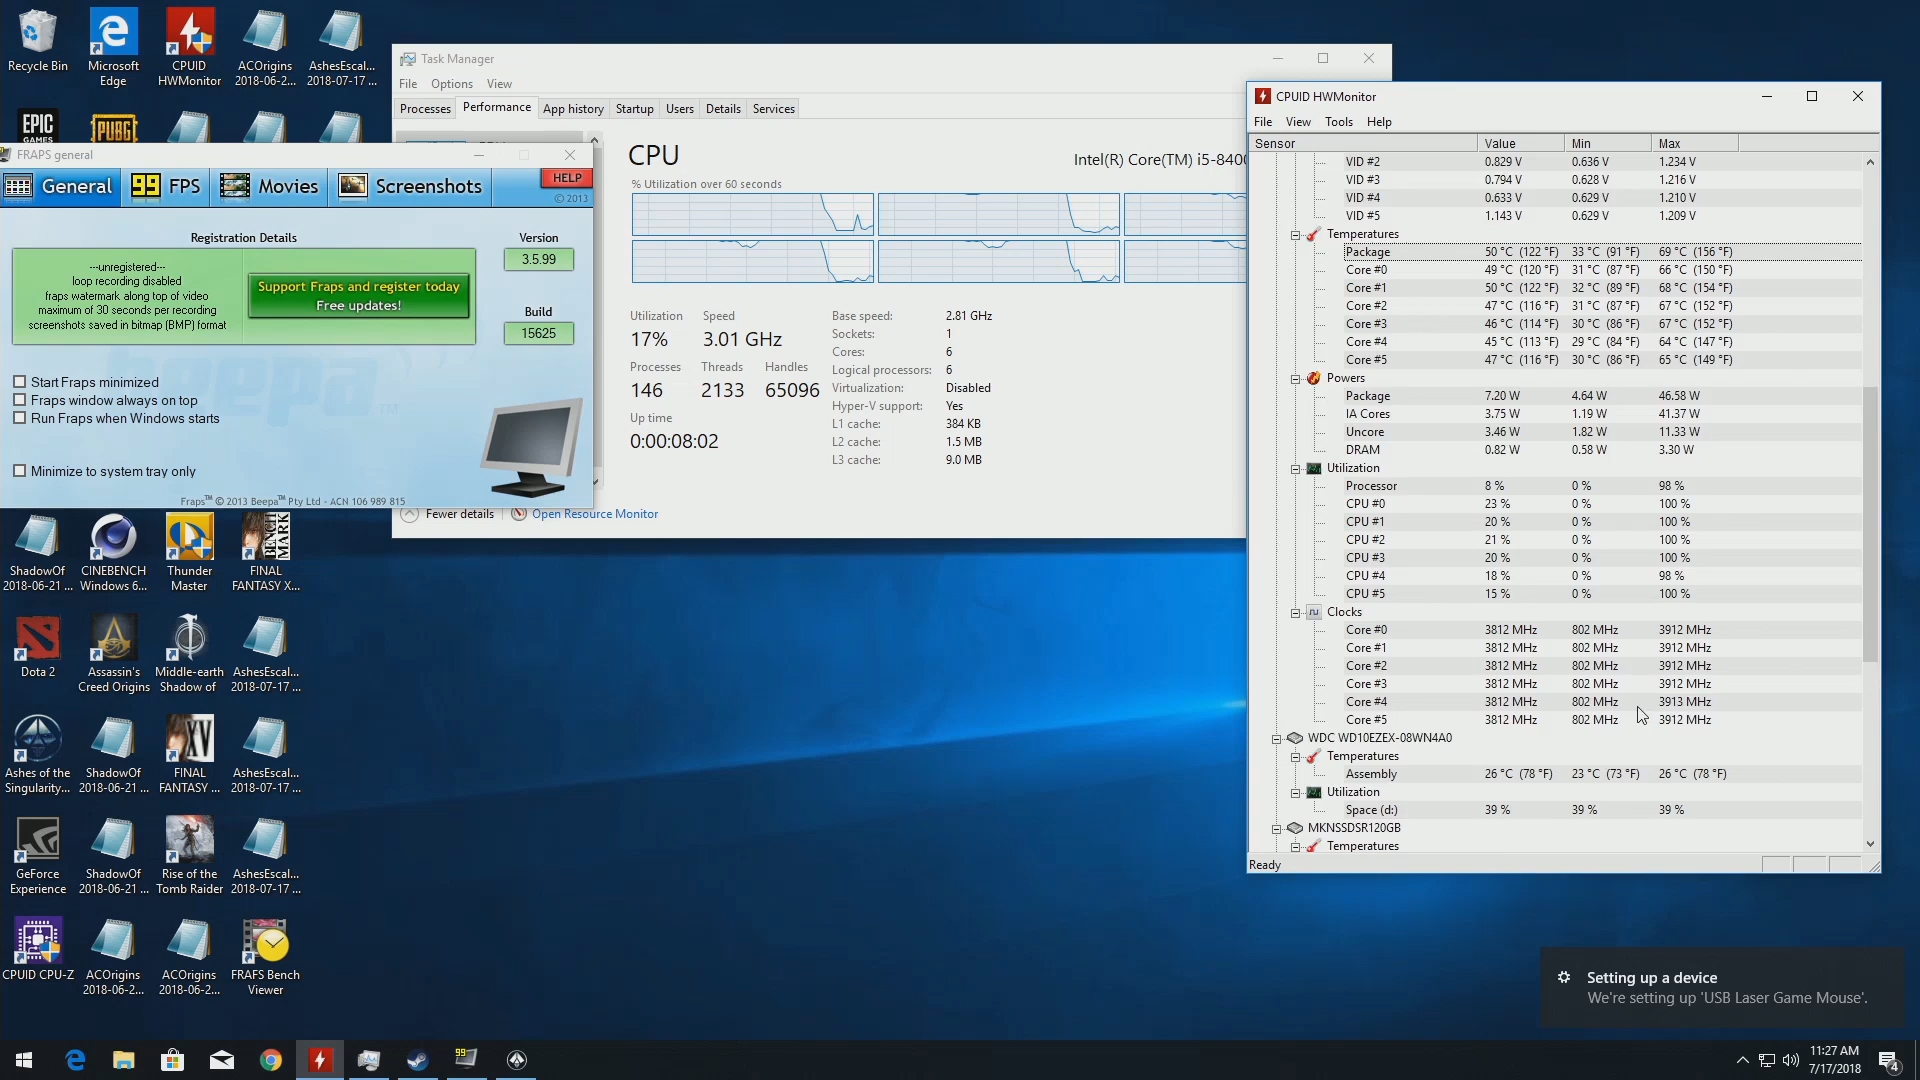 Recycle Bin
Microsoft Edge
CPUID HWMonitor
ACOrigins 2018-06-2...
AshesEscal... 2018-07-17 ...
EPIC GAMES
PUBG
Task Manager
File Options View
Processes Performance App history Startup Users Details Services
CPU
Intel(R) Core(TM) i5-8400
% Utilization over 60 seconds
Utilization Speed
17% 3.01 GHz
Processes Threads Handles
146 2133 65096
Up time
0:00:08:02
Base speed: 2.81 GHz
Sockets: 1
Cores: 6
Logical processors: 6
Virtualization: Disabled
Hyper-V support: Yes
L1 cache: 384 KB
L2 cache: 1.5 MB
L3 cache: 9.0 MB
Fewer details
Open Resource Monitor
FRAPS general
General
99 FPS
Movies
Screenshots
HELP
© 2013
Registration Details
---unregistered---
loop recording disabled
fraps watermark along top of video
maximum of 30 seconds per recording
screenshots saved in bitmap (BMP) format
Support Fraps and register today
Free updates!
Version
3.5.99
Build
15625
beepa™
Start Fraps minimized
Fraps window always on top
Run Fraps when Windows starts
Minimize to system tray only
Fraps™ © 2013 Beepa™ Pty Ltd - ACN 106 989 815
CPUID HWMonitor
File View Tools Help
Sensor Value Min Max
VID #2 0.829 V 0.636 V 1.234 V
VID #3 0.794 V 0.628 V 1.216 V
VID #4 0.633 V 0.629 V 1.210 V
VID #5 1.143 V 0.629 V 1.209 V
Temperatures
Package 50 °C (122 °F) 33 °C (91 °F) 69 °C (156 °F)
Core #0 49 °C (120 °F) 31 °C (87 °F) 66 °C (150 °F)
Core #1 50 °C (122 °F) 32 °C (89 °F) 68 °C (154 °F)
Core #2 47 °C (116 °F) 31 °C (87 °F) 67 °C (152 °F)
Core #3 46 °C (114 °F) 30 °C (86 °F) 67 °C (152 °F)
Core #4 45 °C (113 °F) 29 °C (84 °F) 64 °C (147 °F)
Core #5 47 °C (116 °F) 30 °C (86 °F) 65 °C (149 °F)
Powers
Package 7.20 W 4.64 W 46.58 W
IA Cores 3.75 W 1.19 W 41.37 W
Uncore 3.46 W 1.82 W 11.33 W
DRAM 0.82 W 0.58 W 3.30 W
Utilization
Processor 8 % 0 % 98 %
CPU #0 23 % 0 % 100 %
CPU #1 20 % 0 % 100 %
CPU #2 21 % 0 % 100 %
CPU #3 20 % 0 % 100 %
CPU #4 18 % 0 % 98 %
CPU #5 15 % 0 % 100 %
Clocks
Core #0 3812 MHz 802 MHz 3912 MHz
Core #1 3812 MHz 802 MHz 3912 MHz
Core #2 3812 MHz 802 MHz 3912 MHz
Core #3 3812 MHz 802 MHz 3912 MHz
Core #4 3812 MHz 802 MHz 3913 MHz
Core #5 3812 MHz 802 MHz 3912 MHz
WDC WD10EZEX-08WN4A0
Temperatures
Assembly 26 °C (78 °F) 23 °C (73 °F) 26 °C (78 °F)
Utilization
Space (d:) 39 % 39 % 39 %
MKNSSDSR120GB
Temperatures
Ready
BENCH MARK
ShadowOf 2018-06-21 ...
CINEBENCH Windows 6...
Thunder Master
FINAL FANTASY X...
Dota 2
Assassin's Creed Origins
Middle-earth Shadow of
AshesEscal... 2018-07-17 ...
XV
Ashes of the Singularity...
ShadowOf 2018-06-21 ...
FINAL FANTASY ...
AshesEscal... 2018-07-17 ...
GeForce Experience
ShadowOf 2018-06-21 ...
Rise of the Tomb Raider
AshesEscal... 2018-07-17 ...
CPUID CPU-Z
ACOrigins 2018-06-2...
ACOrigins 2018-06-2...
FRAFS Bench Viewer
Setting up a device
We're setting up 'USB Laser Game Mouse'.
99
11:27 AM
7/17/2018
4